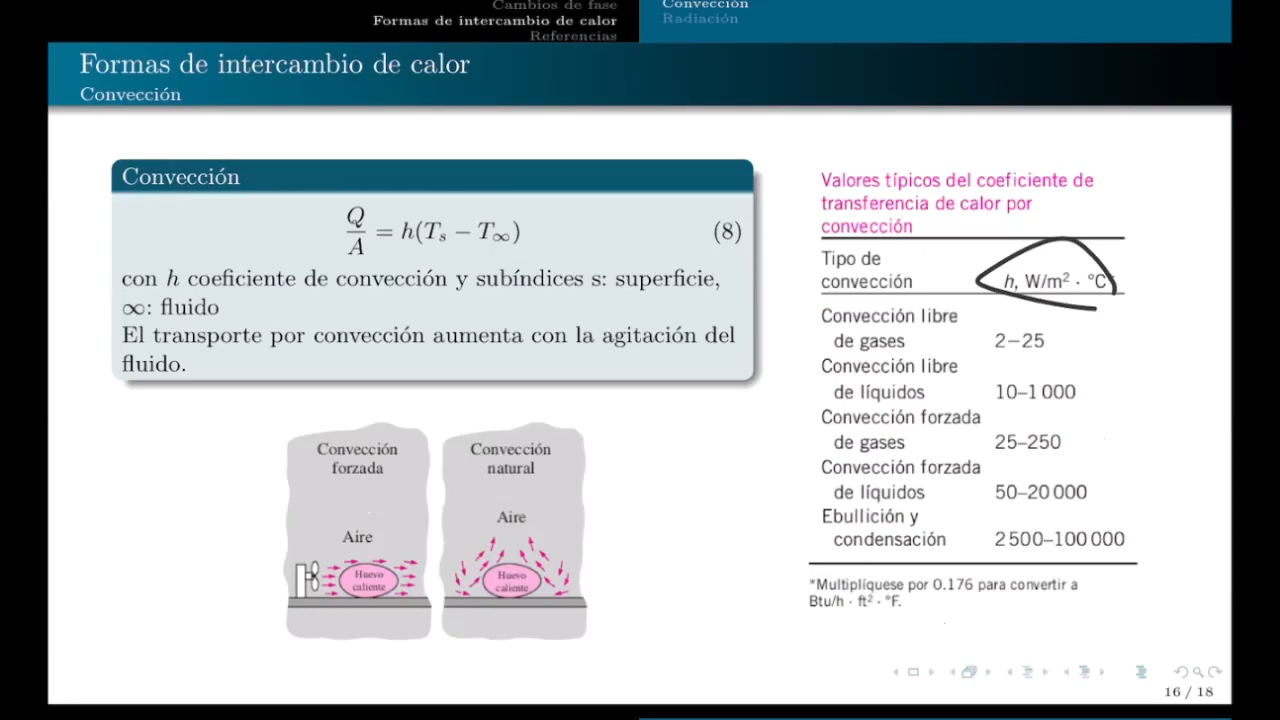 Cambios de fase
Formas de intercambio de calor
Referencias
Convección
Radiación
Formas de intercambio de calor
Convección
Convección
Q/A = h(Ts − T∞) (8)
con h coeficiente de convección y subíndices s: superficie,
∞: fluido
El transporte por convección aumenta con la agitación del
fluido.
Convección
forzada
Aire
Huevo
caliente
Convección
natural
Aire
Huevo
caliente
Valores típicos del coeficiente de
transferencia de calor por
convección
Tipo de
convección h, W/m² · °C*
Convección libre
de gases 2–25
Convección libre
de líquidos 10–1 000
Convección forzada
de gases 25–250
Convección forzada
de líquidos 50–20 000
Ebullición y
condensación 2 500–100 000
*Multiplíquese por 0.176 para convertir a
Btu/h · ft² · °F.
16 / 18